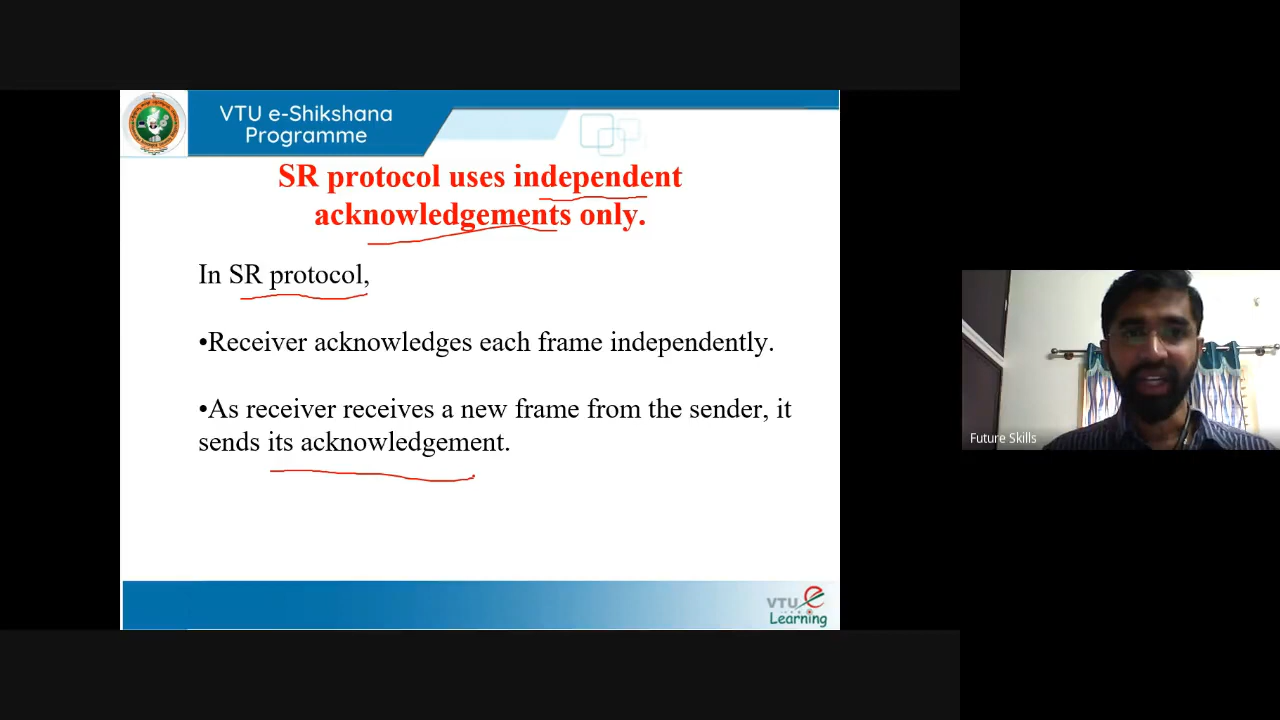 VTU e-Shikshana
Programme
SR protocol uses independent
acknowledgements only.
In SR protocol,
•Receiver acknowledges each frame independently.
•As receiver receives a new frame from the sender, it
sends its acknowledgement.
VTU e
Learning
Future Skills